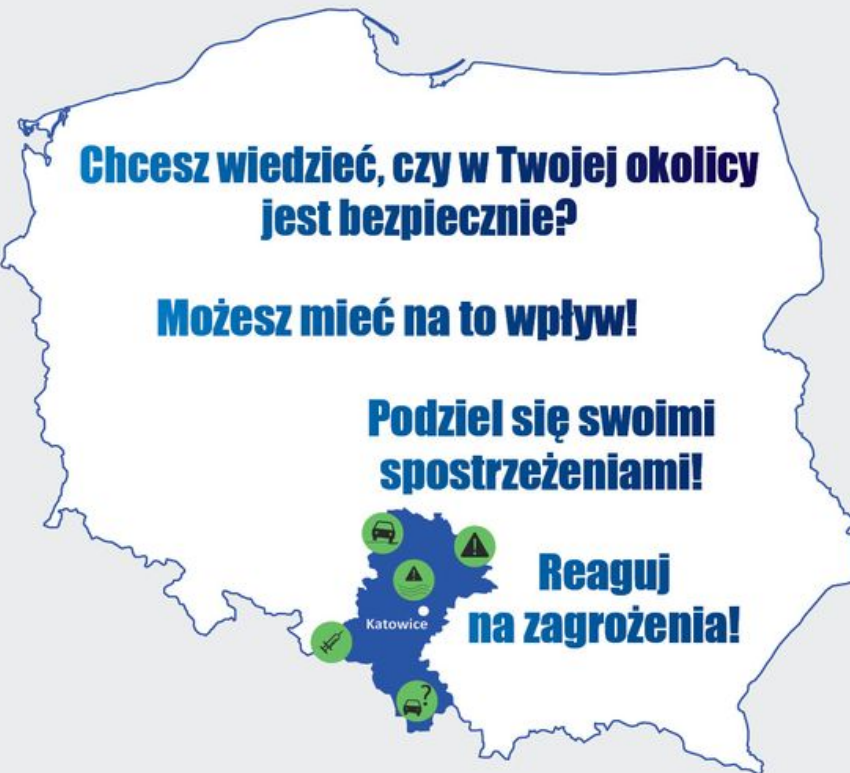 Chcesz wiedzieć, czy w Twojej okolicy
jest bezpiecznie?
Możesz mieć na to wpływ!
Podziel się swoimi
spostrzeżeniami!
Reaguj
na zagrożenia!
Katowice
?